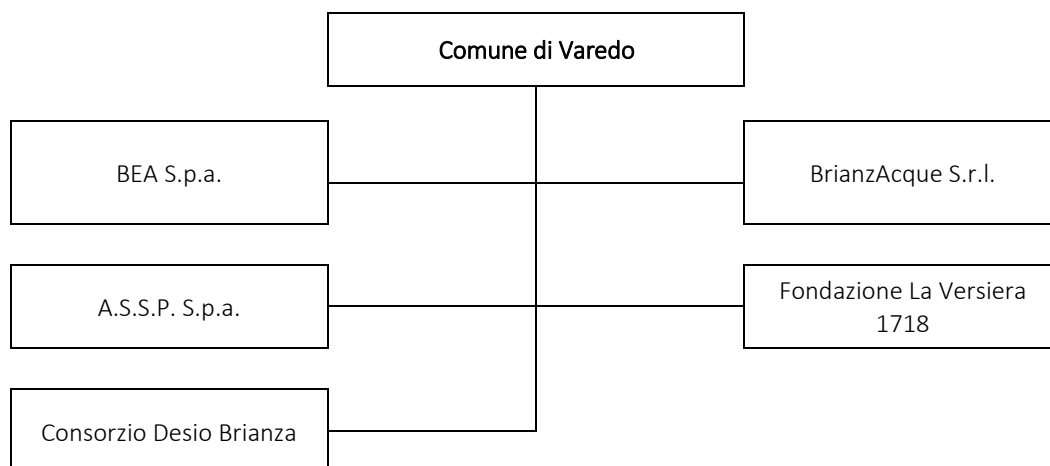 Comune di Varedo
BEA S.p.a.
BrianzAcque S.r.l.
A.S.S.P. S.p.a.
Fondazione La Versiera
1718
Consorzio Desio Brianza